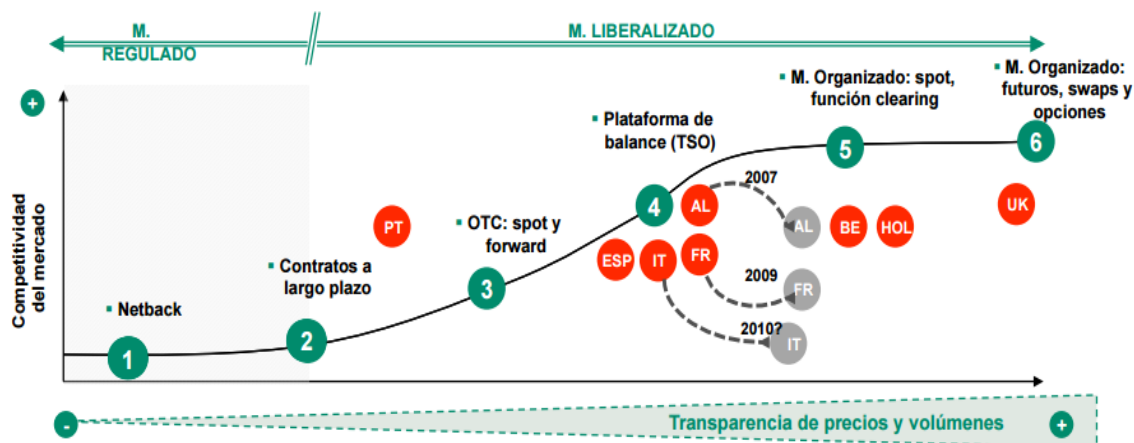 M.
REGULADO
M. LIBERALIZADO
+
Competitividad
del mercado
▪ Netback
▪ Contratos a
largo plazo
▪ OTC: spot y
forward
▪ Plataforma de
balance (TSO)
▪ M. Organizado: spot,
función clearing
▪ M. Organizado:
futuros, swaps y
opciones
1
2
3
4
5
6
PT
ESP
IT
AL
FR
2007
AL
BE
HOL
UK
2009
FR
2010?
IT
-
Transparencia de precios y volúmenes
+